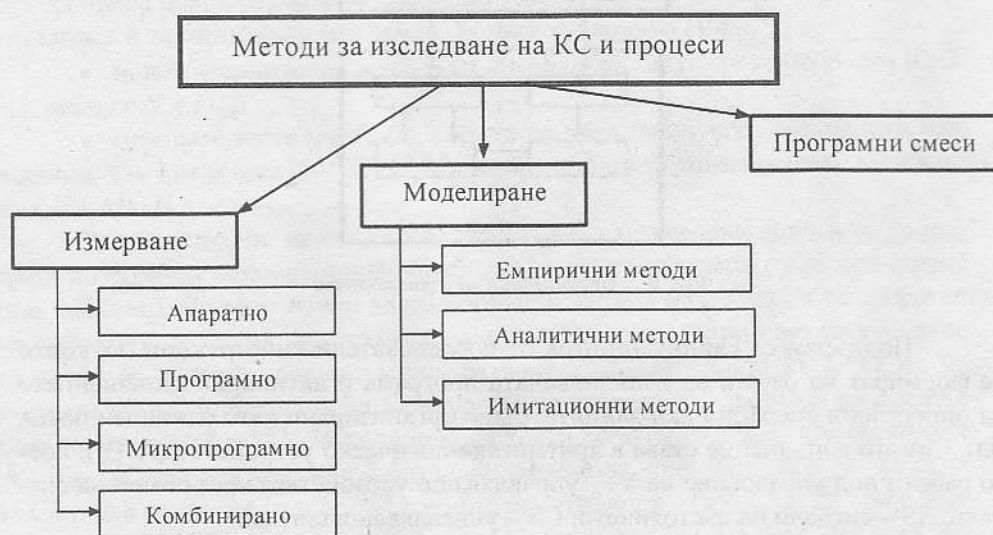 Методи за изследване на КС и процеси
Програмни смеси
Моделиране
Измерване
Емпирични методи
Апаратно
Аналитични методи
Програмно
Имитационни методи
Микропрограмно
Комбинирано